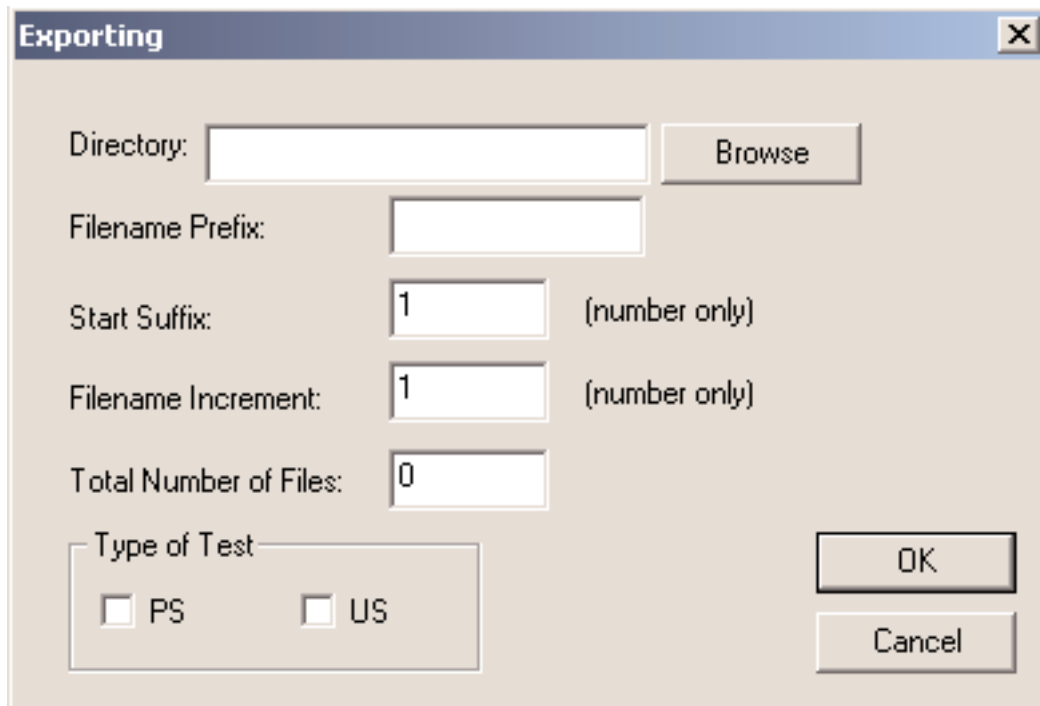 Exporting
Directory: Browse
Filename Prefix:
Start Suffix: 1 (number only)
Filename Increment: 1 (number only)
Total Number of Files: 0
Type of Test
PS US
OK
Cancel